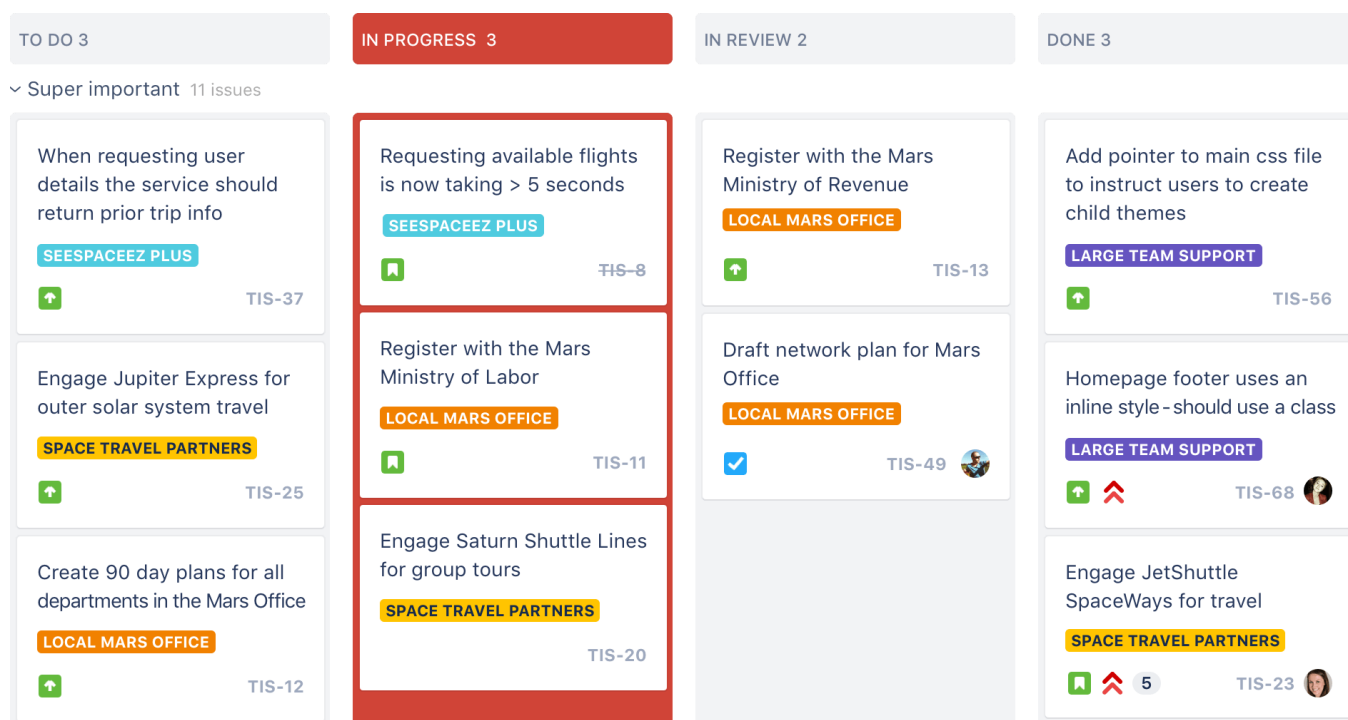 TO DO 3
IN PROGRESS 3
IN REVIEW 2
DONE 3
Super important 11 issues
When requesting user
details the service should
return prior trip info
SEESPACEEZ PLUS
TIS-37
Engage Jupiter Express for
outer solar system travel
SPACE TRAVEL PARTNERS
TIS-25
Create 90 day plans for all
departments in the Mars Office
LOCAL MARS OFFICE
TIS-12
Requesting available flights
is now taking > 5 seconds
SEESPACEEZ PLUS
TIS-8
Register with the Mars
Ministry of Labor
LOCAL MARS OFFICE
TIS-11
Engage Saturn Shuttle Lines
for group tours
SPACE TRAVEL PARTNERS
TIS-20
Register with the Mars
Ministry of Revenue
LOCAL MARS OFFICE
TIS-13
Draft network plan for Mars
Office
LOCAL MARS OFFICE
TIS-49
Add pointer to main css file
to instruct users to create
child themes
LARGE TEAM SUPPORT
TIS-56
Homepage footer uses an
inline style-should use a class
LARGE TEAM SUPPORT
TIS-68
Engage JetShuttle
SpaceWays for travel
SPACE TRAVEL PARTNERS
5 TIS-23